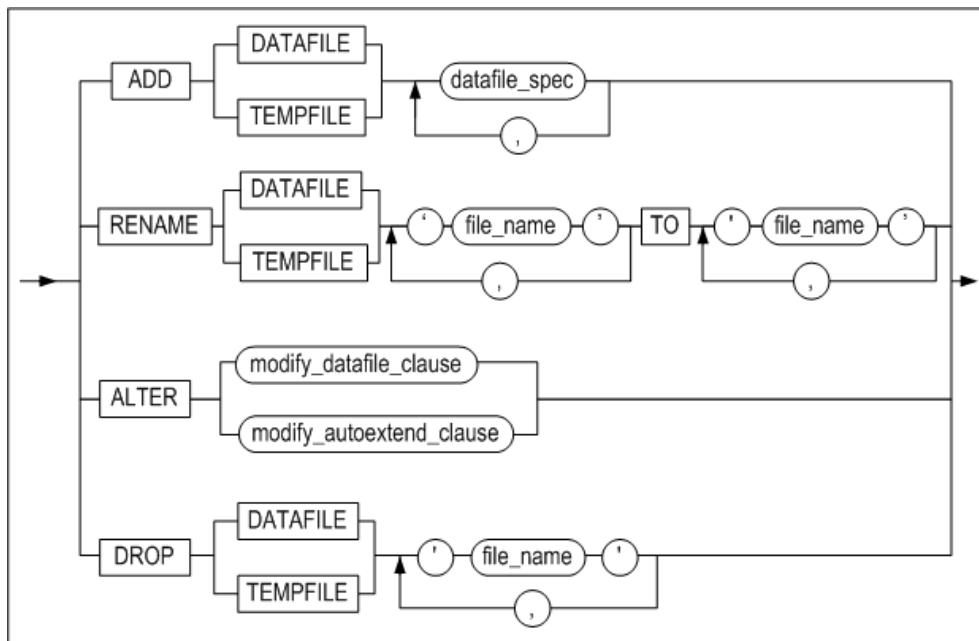 DATAFILE
ADD datafile_spec
TEMPFILE
,
DATAFILE
RENAME ‘ file_name ’ TO ' file_name ’
TEMPFILE
, ,
modify_datafile_clause
ALTER
modify_autoextend_clause
DATAFILE
DROP ' file_name '
TEMPFILE
,